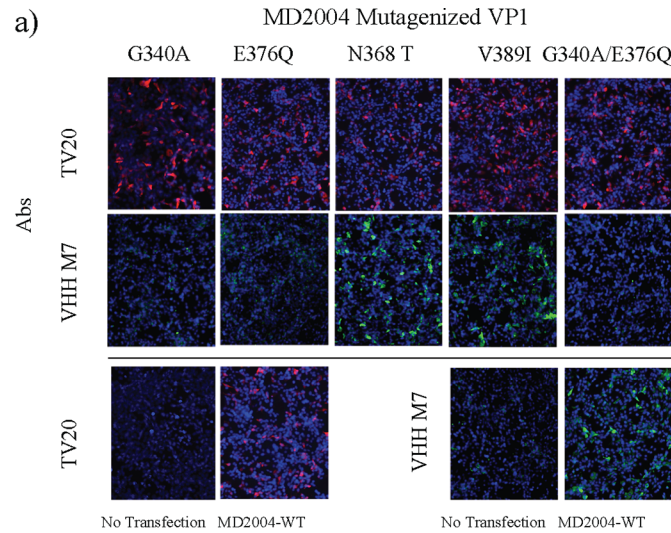 a)
MD2004 Mutagenized VP1
G340A E376Q N368 T V389I G340A/E376Q
Abs
TV20
VHH M7
TV20
VHH M7
No Transfection MD2004-WT No Transfection MD2004-WT